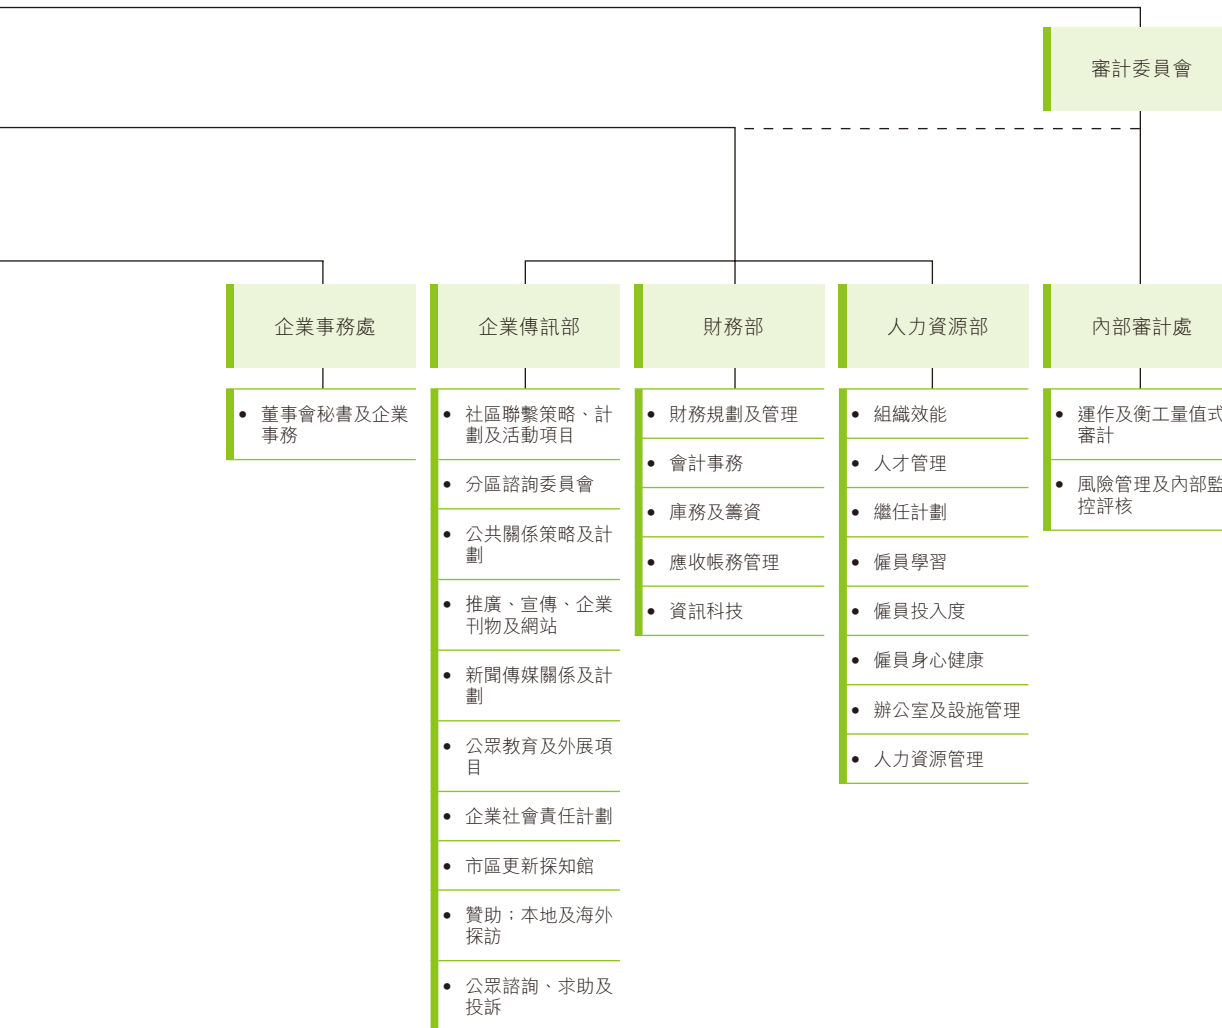 審計委員會
企業事務處
企業傳訊部
財務部
人力資源部
內部審計處
• 董事會秘書及企業
事務
• 社區聯繫策略、計
劃及活動項目
• 分區諮詢委員會
• 公共關係策略及計
劃
• 推廣、宣傳、企業
刊物及網站
• 新聞傳媒關係及計
劃
• 公眾教育及外展項
目
• 企業社會責任計劃
• 市區更新探知館
• 贊助；本地及海外
探訪
• 公眾諮詢、求助及
投訴
• 財務規劃及管理
• 會計事務
• 庫務及籌資
• 應收帳務管理
• 資訊科技
• 組織效能
• 人才管理
• 繼任計劃
• 僱員學習
• 僱員投入度
• 僱員身心健康
• 辦公室及設施管理
• 人力資源管理
• 運作及衡工量值式
審計
• 風險管理及內部監
控評核